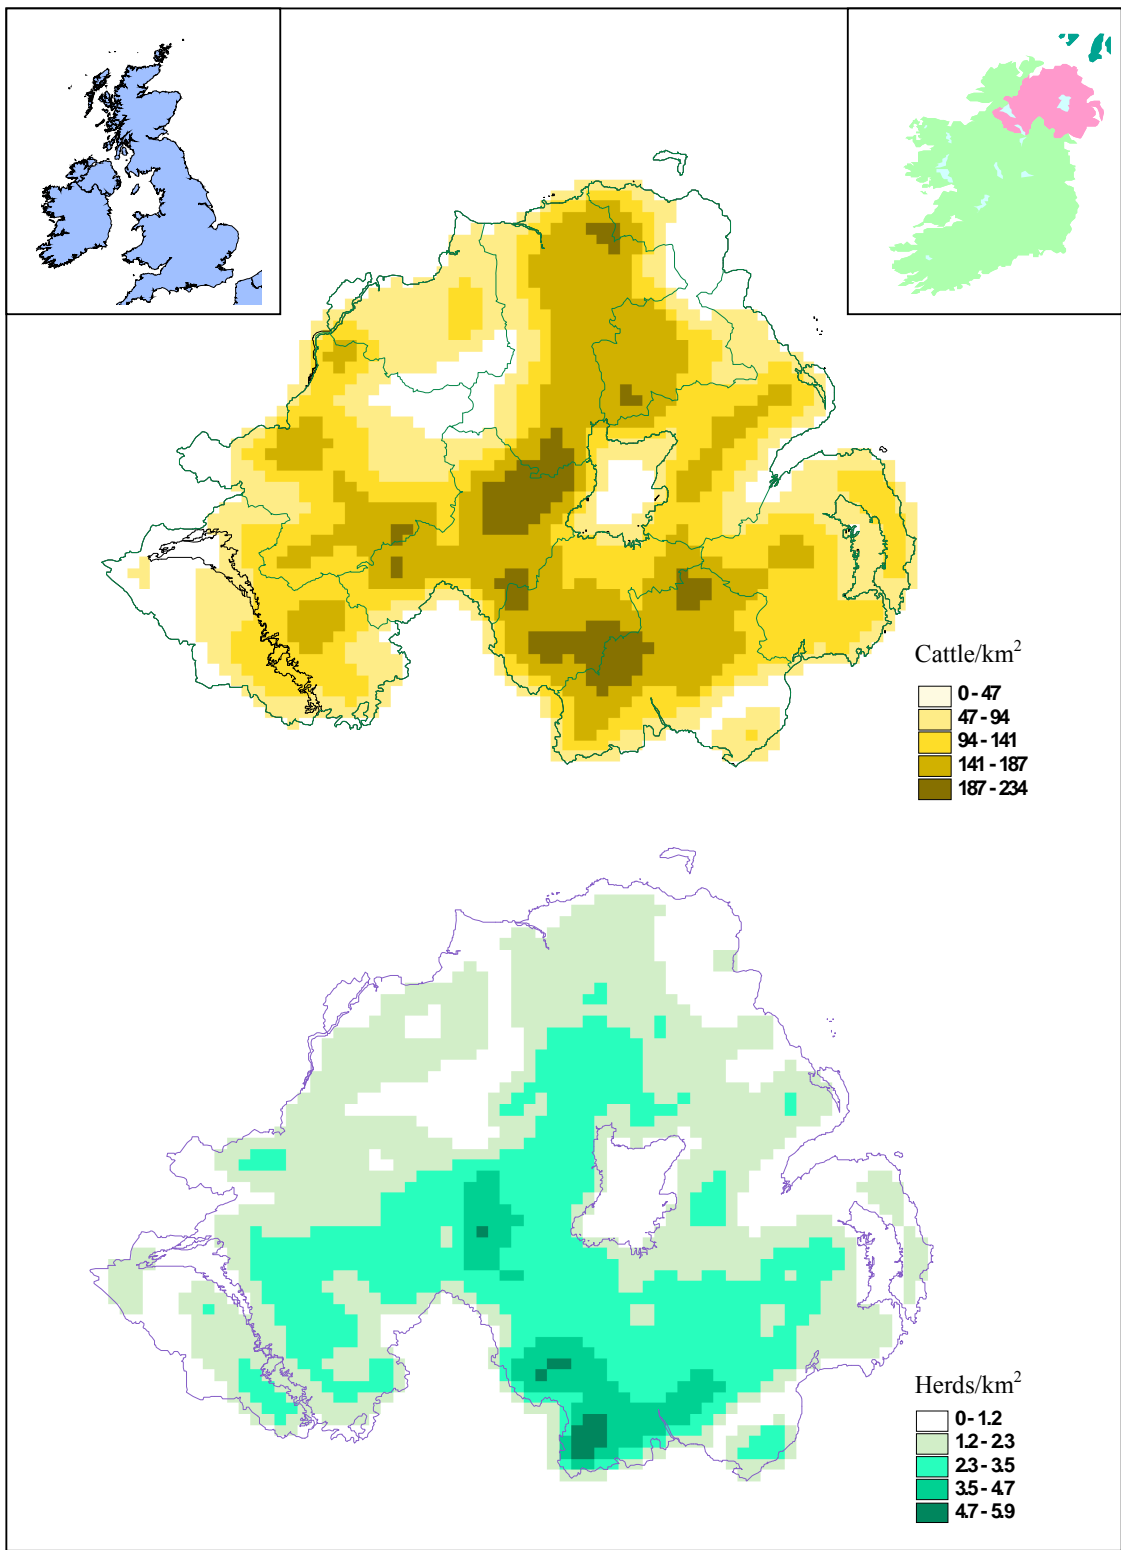 Cattle/km²
0 - 47
47 - 94
94 - 141
141 - 187
187 - 234
Herds/km²
0 - 1.2
1.2 - 2.3
2.3 - 3.5
3.5 - 4.7
4.7 - 5.9